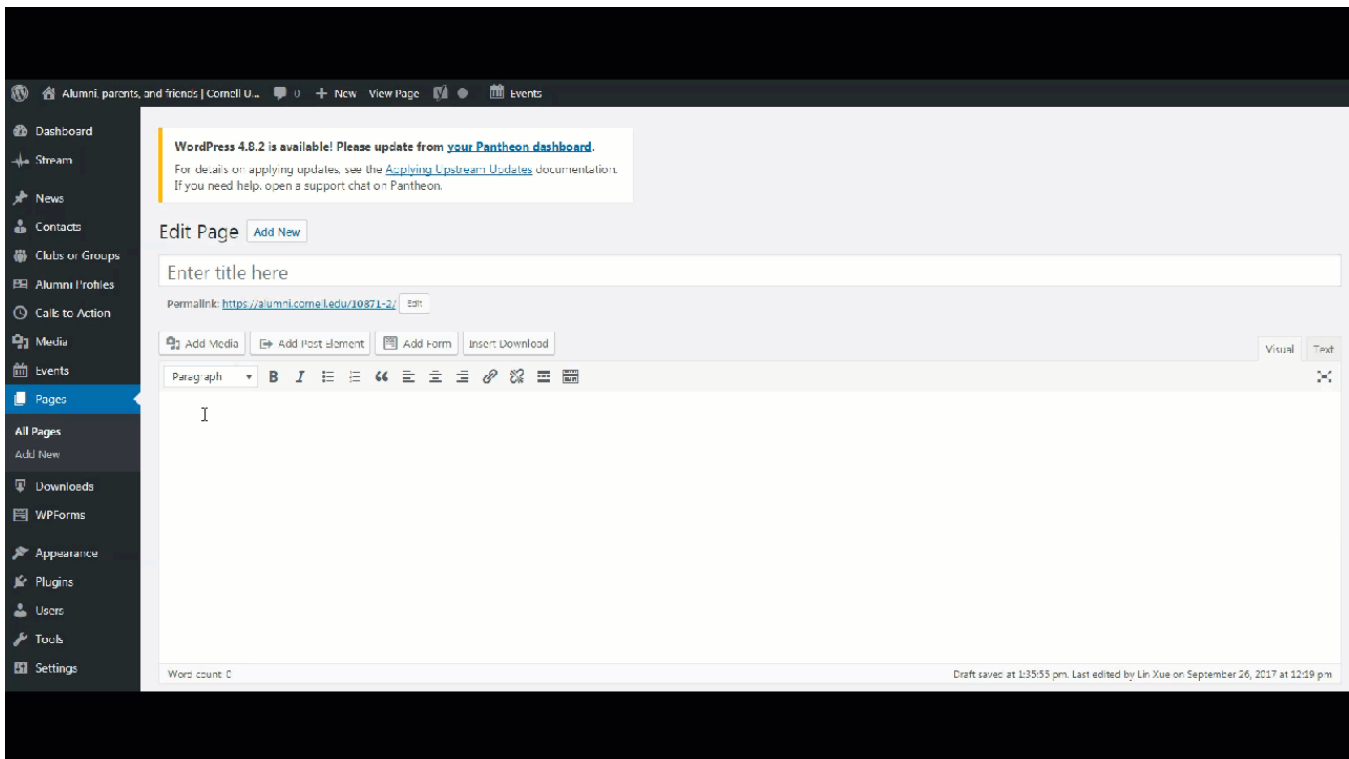 Alumni, parents, and friends | Cornell U... 0 New View Page Events
Dashboard
Stream
News
Contacts
Clubs or Groups
Alumni Profiles
Calls to Action
Media
Events
Pages
All Pages
Add New
Downloads
WPForms
Appearance
Plugins
Users
Tools
Settings
WordPress 4.8.2 is available! Please update from your Pantheon dashboard.
For details on applying updates, see the Applying Upstream Updates documentation.
If you need help, open a support chat on Pantheon.
Edit Page Add New
Enter title here
Permalink: https://alumni.cornell.edu/10871-2/ Edit
Add Media Add Post Element Add Form Insert Download
Visual Text
Paragraph B I
Word count: 0 Draft saved at 1:35:55 pm. Last edited by Lin Xue on September 26, 2017 at 12:19 pm